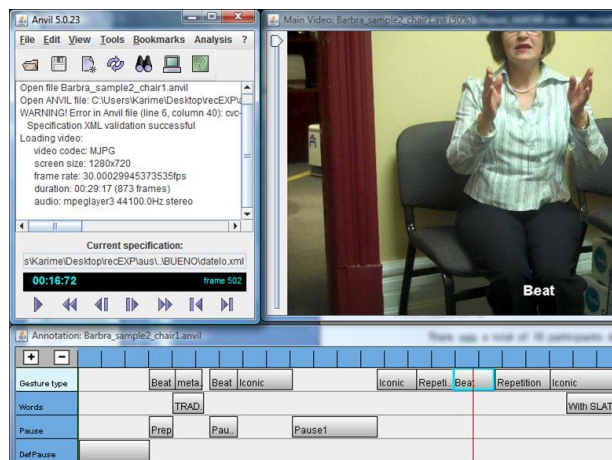 Anvil 5.0.23
File Edit View Tools Bookmarks Analysis ?
Open file Barbra_sample2_chair1.anvil
Open ANVIL file: C:\Users\Karime\Desktop\recEXP\a
WARNING! Error in Anvil file (line 6, column 40): cvc-
Specification XML validation successful
Loading video:
video codec: MJPG
screen size: 1280x720
frame rate: 30.00029945373535fps
duration: 00:29:17 (873 frames)
audio: mpeglayer3 44100.0Hz stereo
Current specification:
s\Karime\Desktop\recEXP\aus\..\BUENO\datelo.xml
00:16:72 frame 502
Main Video: Barbra_sample2_chair1.avi (50%)
Beat
Annotation: Barbra_sample2_chair1.anvil
Gesture type Beat meta. Beat Iconic Iconic Repeti.. Beat Repetition Iconic
Words TRAD. With SLAT
Pause Prep Pau.. Pause1
DefPause